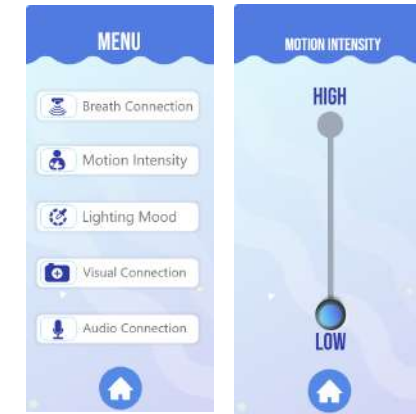 MENU
Breath Connection
Motion Intensity
Lighting Mood
Visual Connection
Audio Connection
MOTION INTENSITY
HIGH
LOW